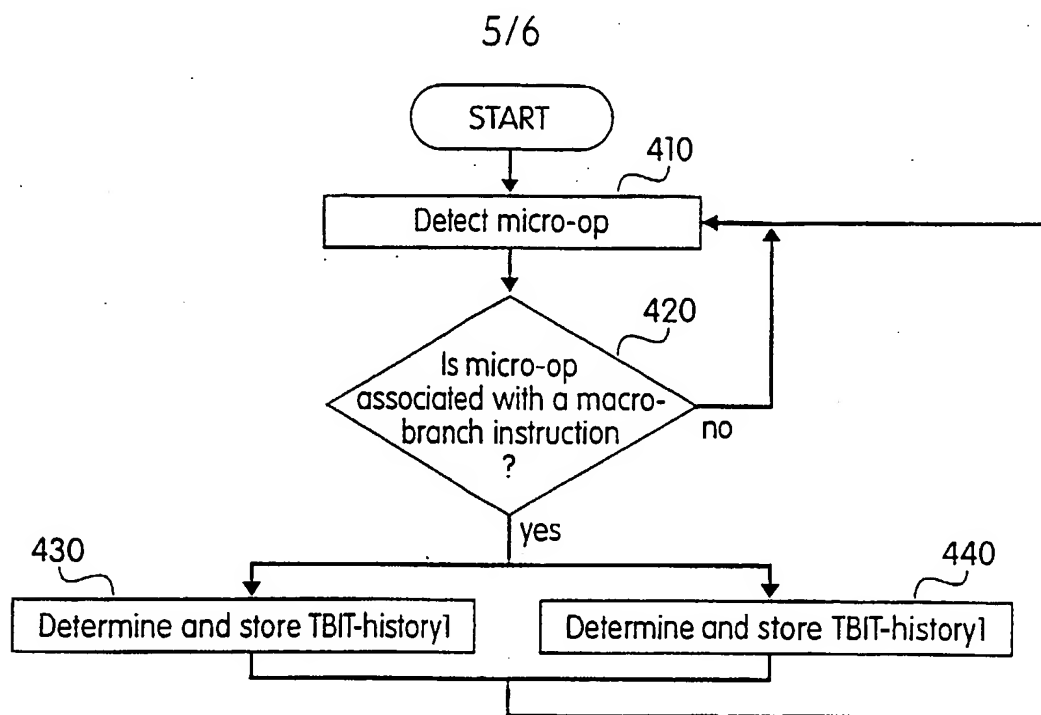 5/6
START
410
Detect micro-op
420
Is micro-op
associated with a macro-
branch instruction
?
no
yes
430
440
Determine and store TBIT-history1
Determine and store TBIT-history1